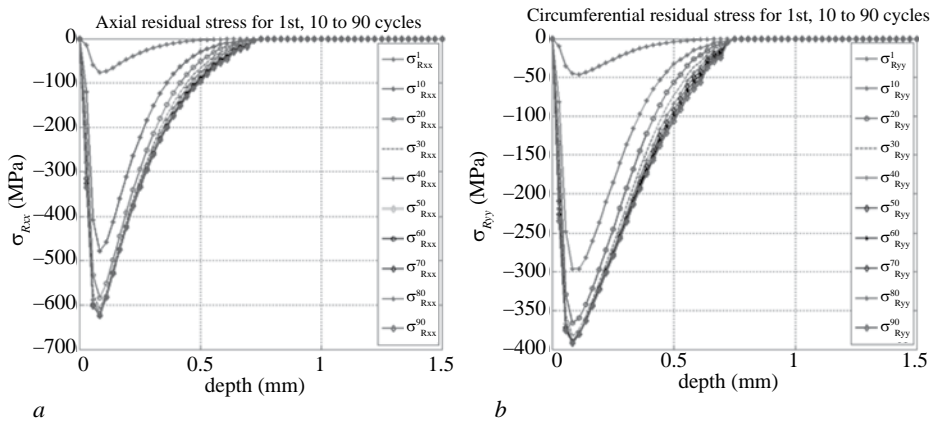 Axial residual stress for 1st, 10 to 90 cycles
0
−100
−200
−300
−400
−500
−600
−700
σRxx (MPa)
0
0.5
1
1.5
depth (mm)
σ¹Rxx
σ¹⁰Rxx
σ²⁰Rxx
σ³⁰Rxx
σ⁴⁰Rxx
σ⁵⁰Rxx
σ⁶⁰Rxx
σ⁷⁰Rxx
σ⁸⁰Rxx
σ⁹⁰Rxx
a
Circumferential residual stress for 1st, 10 to 90 cycles
0
−50
−100
−150
−200
−250
−300
−350
−400
σRyy (MPa)
0
0.5
1
1.5
depth (mm)
σ¹Ryy
σ¹⁰Ryy
σ²⁰Ryy
σ³⁰Ryy
σ⁴⁰Ryy
σ⁵⁰Ryy
σ⁶⁰Ryy
σ⁷⁰Ryy
σ⁸⁰Ryy
σ⁹⁰Ryy
b